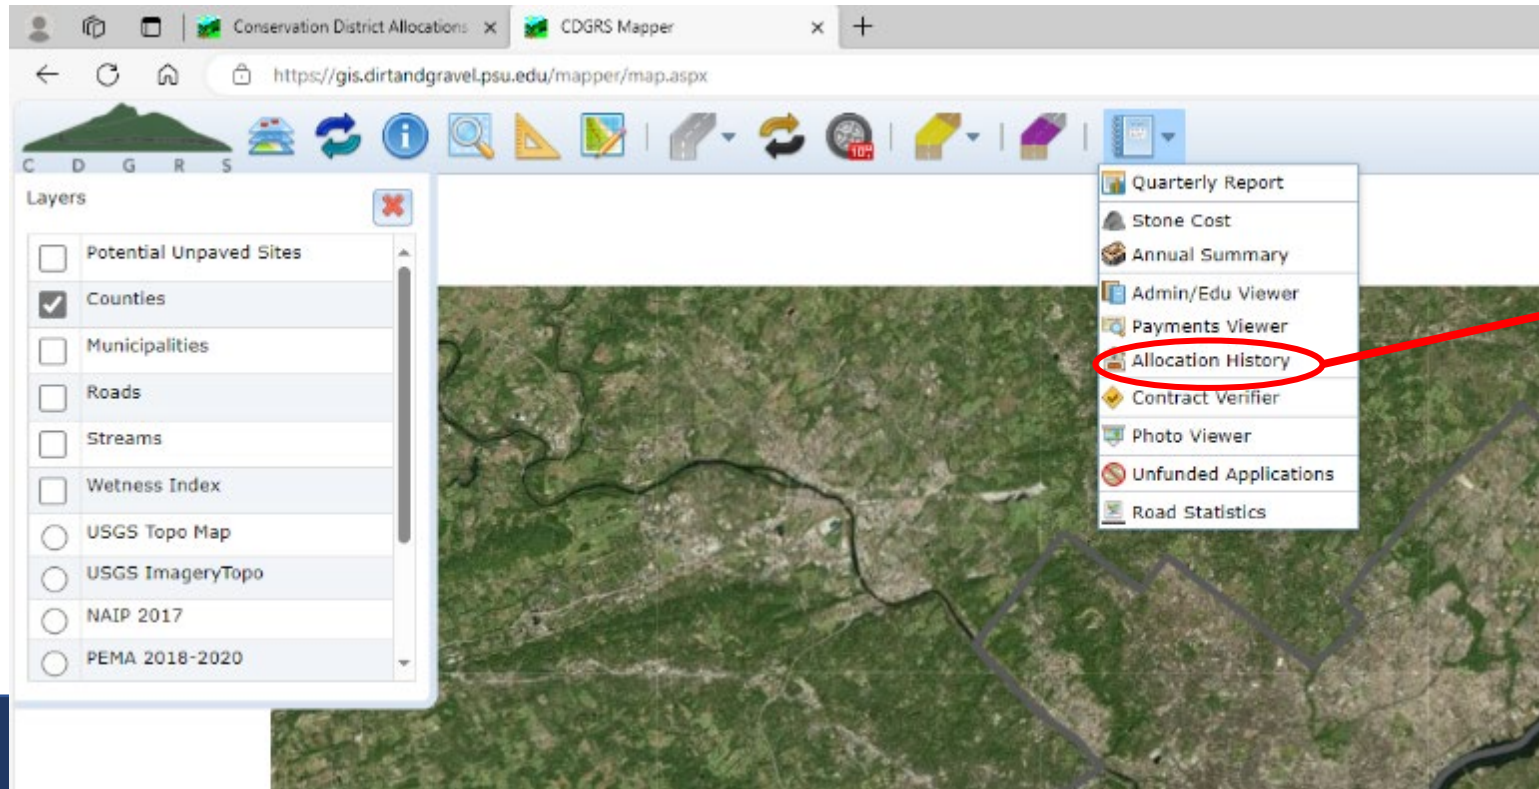 Conservation District Allocations
CDGRS Mapper
https://gis.dirtandgravel.psu.edu/mapper/map.aspx
C D G R S
10"
Layers
Potential Unpaved Sites
Counties
Municipalities
Roads
Streams
Wetness Index
USGS Topo Map
USGS ImageryTopo
NAIP 2017
PEMA 2018-2020
Quarterly Report
Stone Cost
Annual Summary
Admin/Edu Viewer
Payments Viewer
Allocation History
Contract Verifier
Photo Viewer
Unfunded Applications
Road Statistics